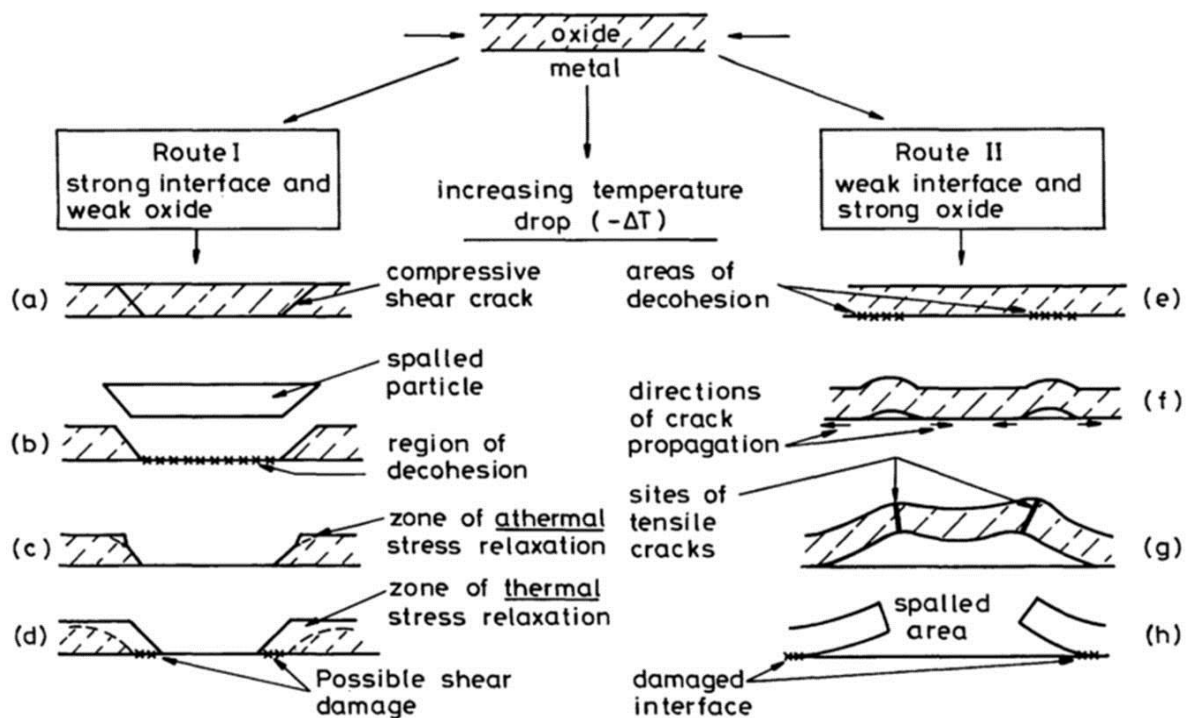 oxide
metal
Route I
strong interface and
weak oxide
increasing temperature
drop (-ΔT)
Route II
weak interface and
strong oxide
(a)
compressive
shear crack
areas of
decohesion
(e)
spalled
particle
(b)
region of
decohesion
directions
of crack
propagation
(f)
(c)
zone of athermal
stress relaxation
sites of
tensile
cracks
(g)
(d)
zone of thermal
stress relaxation
Possible shear
damage
spalled
area
(h)
damaged
interface